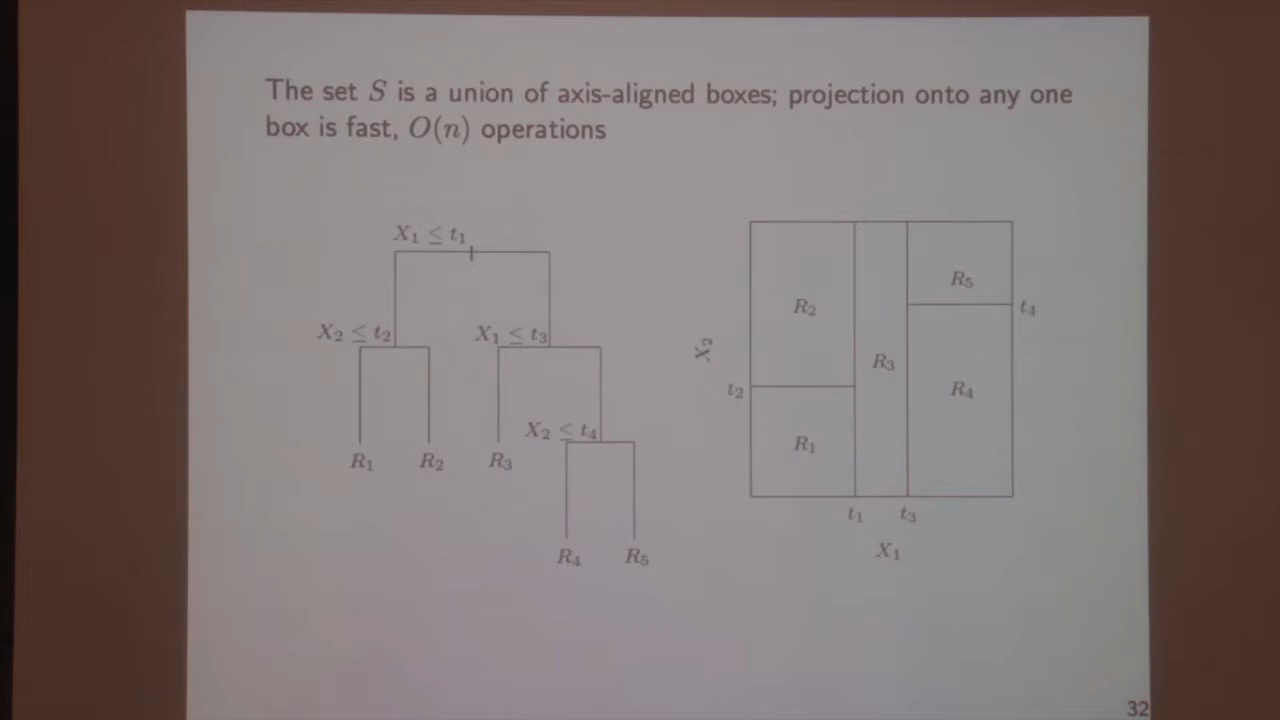 The set S is a union of axis-aligned boxes; projection onto any one
box is fast, O(n) operations
X₁ ≤ t₁
X₂ ≤ t₂
X₁ ≤ t₃
X₂ ≤ t₄
R₁
R₂
R₃
R₄
R₅
R₂
R₅
t₄
X₂
R₃
t₂
R₄
R₁
t₁
t₃
X₁
32